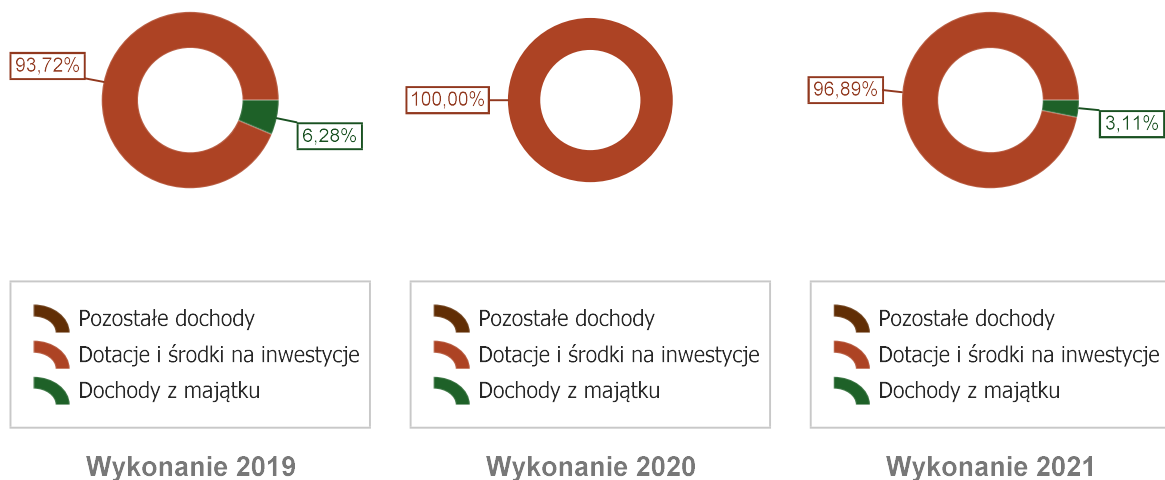 93,72%
6,28%
Pozostałe dochody
Dotacje i środki na inwestycje
Dochody z majątku
Wykonanie 2019
100,00%
Pozostałe dochody
Dotacje i środki na inwestycje
Dochody z majątku
Wykonanie 2020
96,89%
3,11%
Pozostałe dochody
Dotacje i środki na inwestycje
Dochody z majątku
Wykonanie 2021